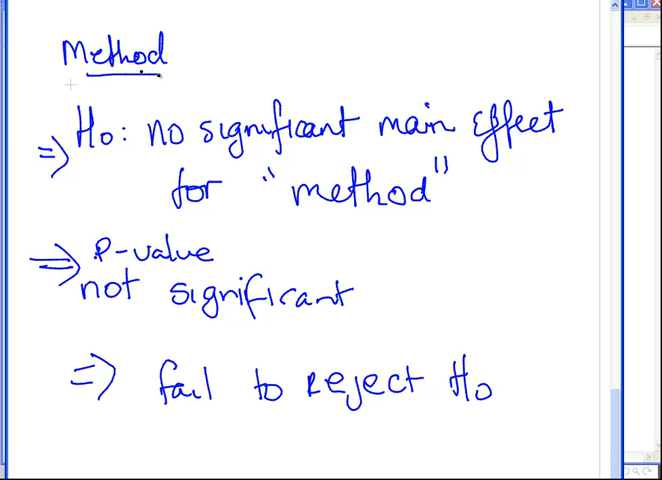 Method
⇒ Ho: no significant main effect
for "method"
⇒ P-value
not significant
⇒ fail to reject Ho